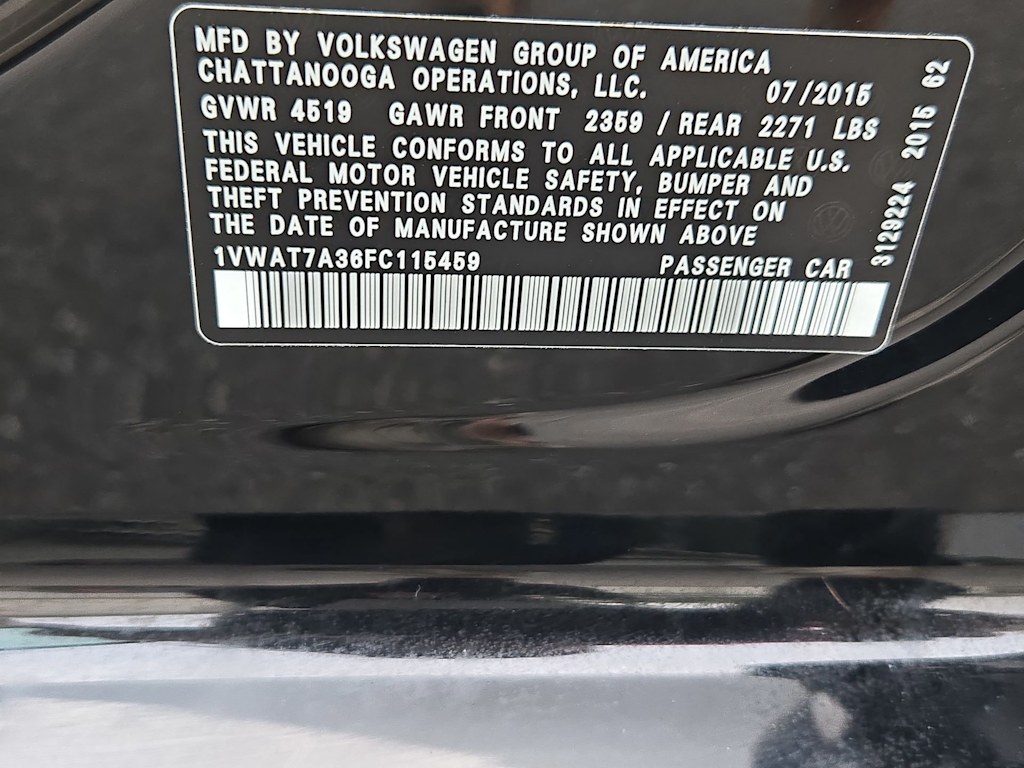 MFD BY VOLKSWAGEN GROUP OF AMERICA
CHATTANOOGA OPERATIONS, LLC. 07/2015
GVWR 4519 GAWR FRONT 2359 / REAR 2271 LBS
THIS VEHICLE CONFORMS TO ALL APPLICABLE U.S.
FEDERAL MOTOR VEHICLE SAFETY, BUMPER AND
THEFT PREVENTION STANDARDS IN EFFECT ON
THE DATE OF MANUFACTURE SHOWN ABOVE
1VWAT7A36FC115459 PASSENGER CAR
3129224 2015 62